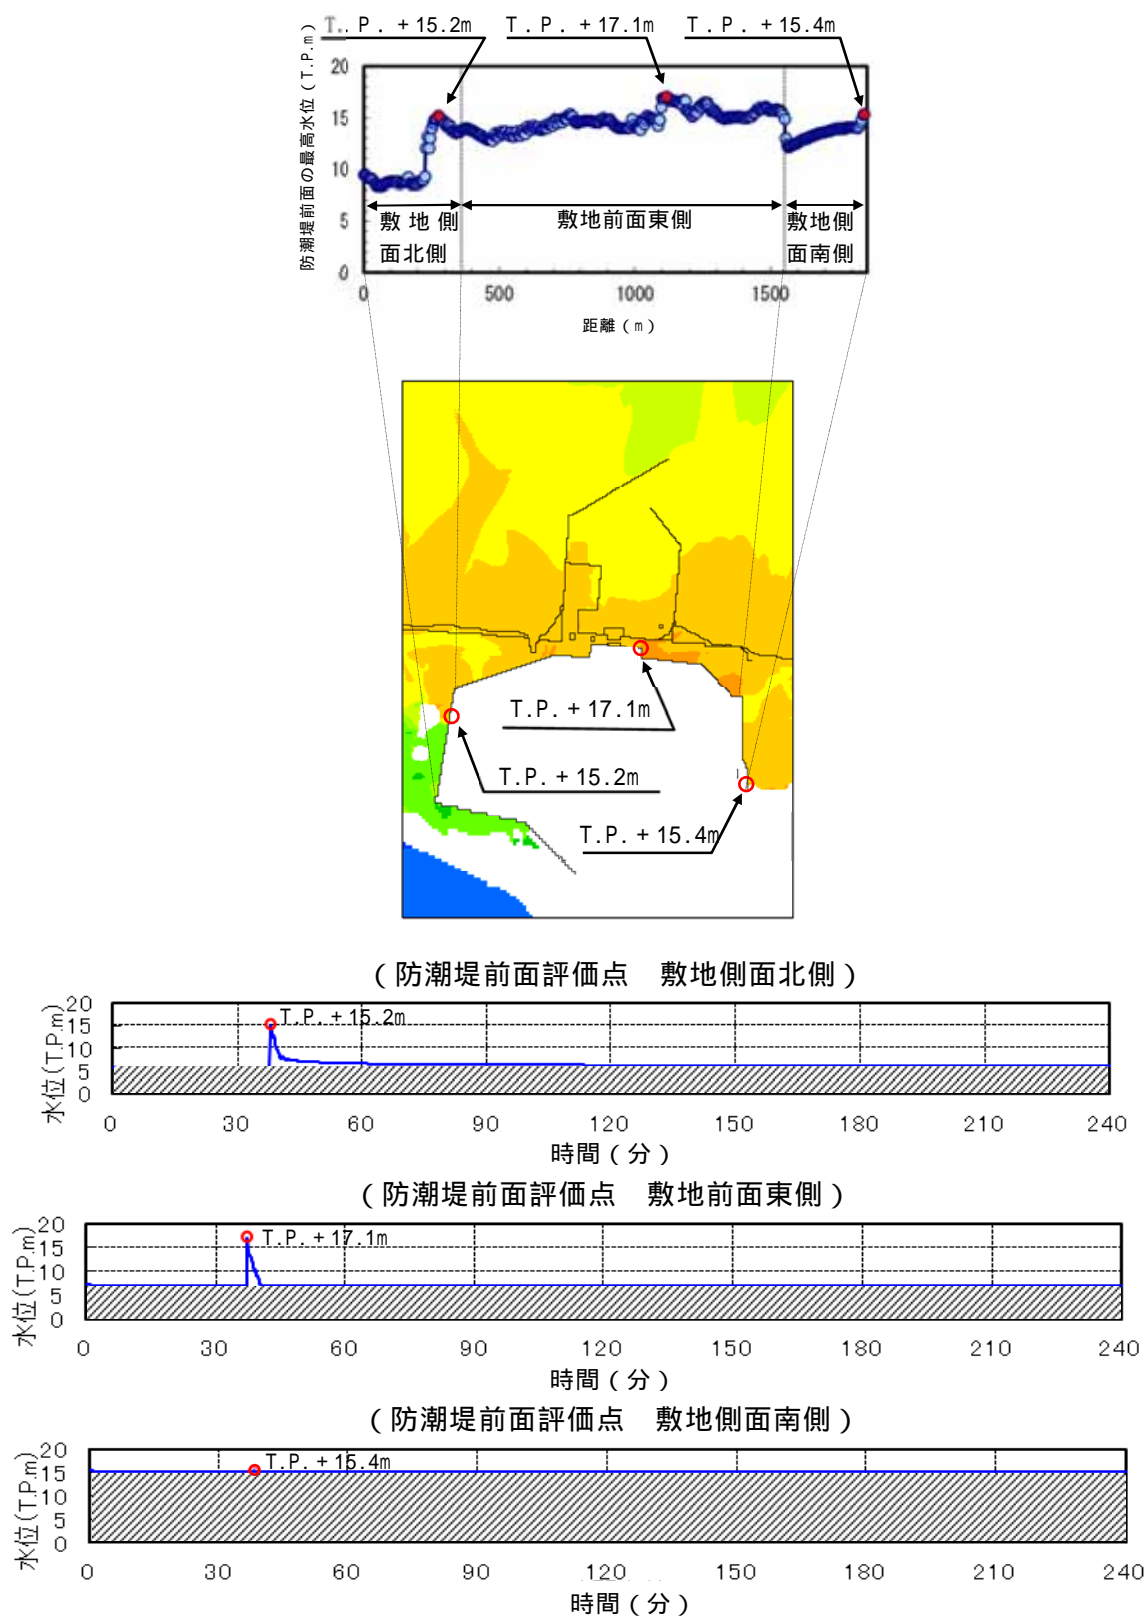 T.P.+15.2m T.P.+17.1m T.P.+15.4m
防潮堤前面の最高水位(T.P.m)
20
15
10
5
0
敷地側
面北側
敷地前面東側
敷地側
面南側
0 500 1000 1500
距離(m)
T.P.+17.1m
T.P.+15.2m
T.P.+15.4m
(防潮堤前面評価点 敷地側面北側)
水位(T.P.m)
20
15
10
5
0
T.P.+15.2m
0 30 60 90 120 150 180 210 240
時間(分)
(防潮堤前面評価点 敷地前面東側)
水位(T.P.m)
20
15
10
5
0
T.P.+17.1m
0 30 60 90 120 150 180 210 240
時間(分)
(防潮堤前面評価点 敷地側面南側)
水位(T.P.m)
20
15
10
5
0
T.P.+15.4m
0 30 60 90 120 150 180 210 240
時間(分)